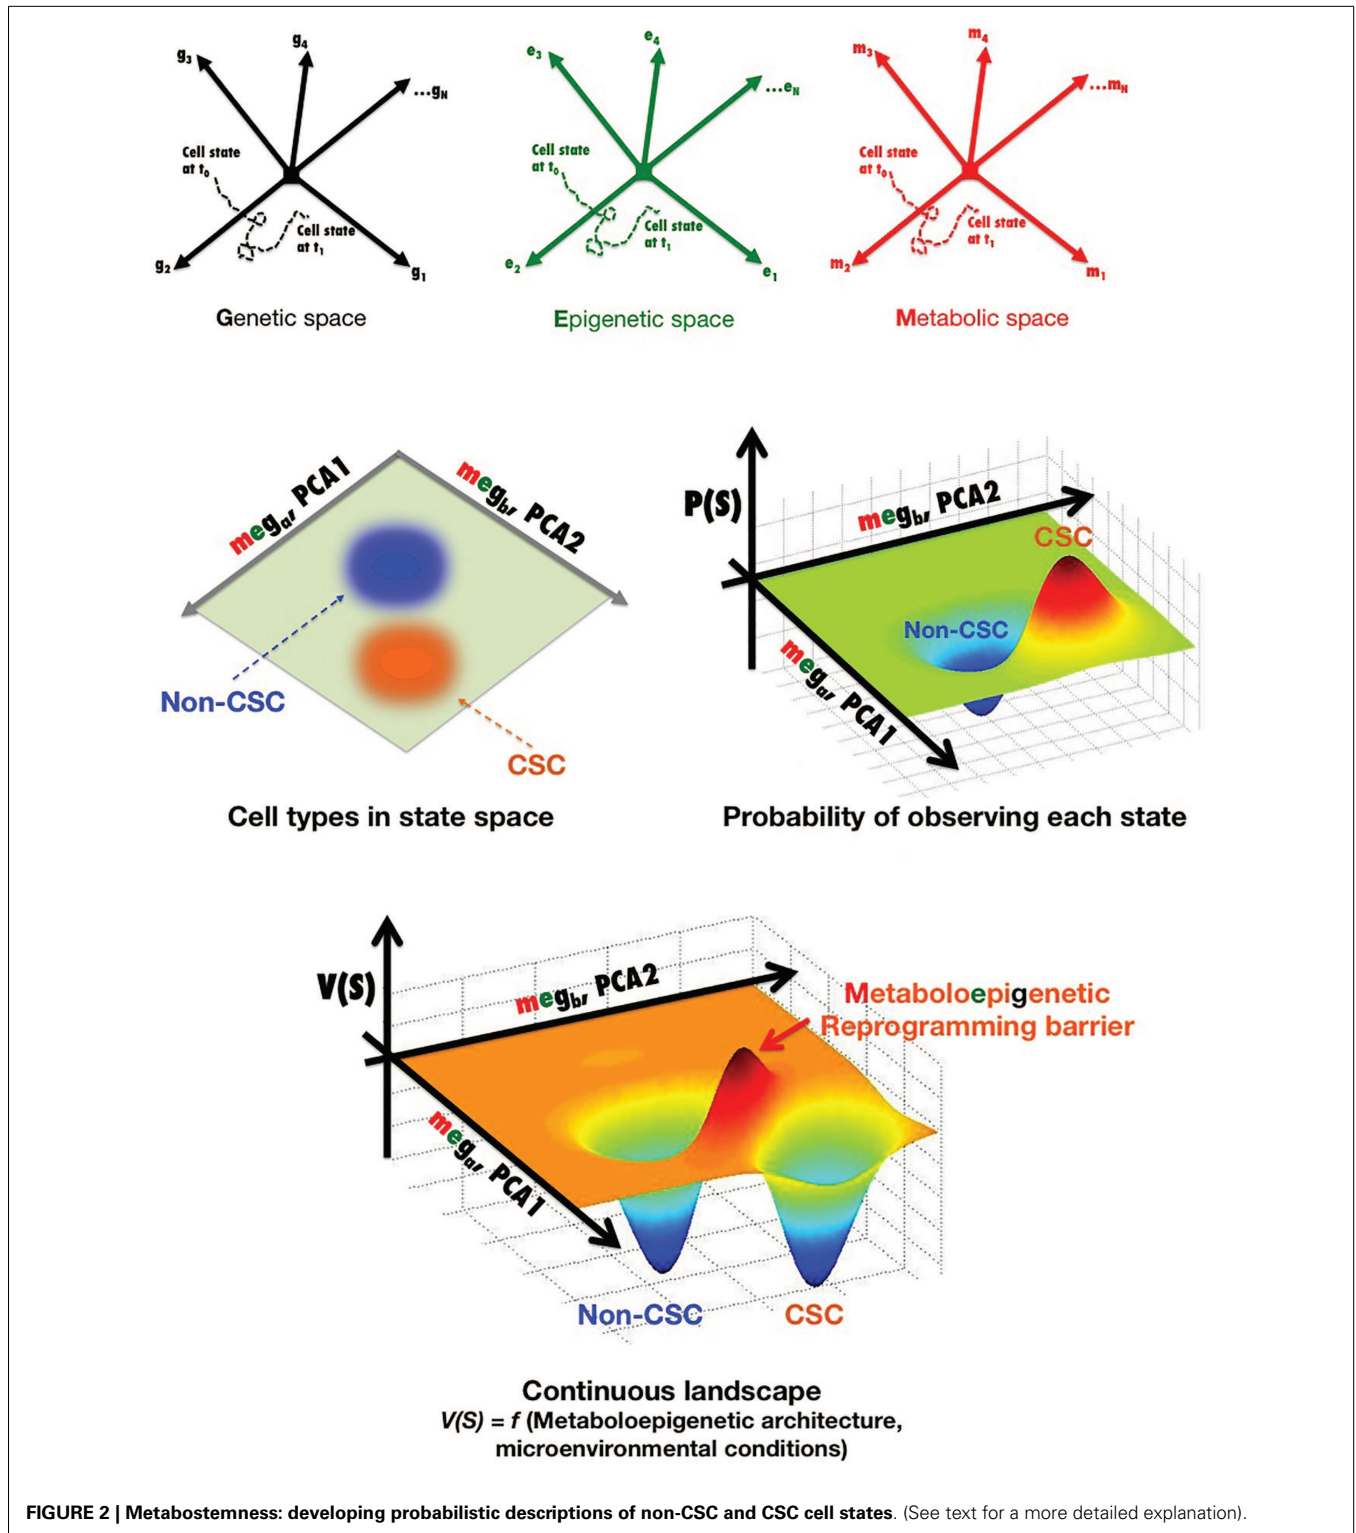 g3
g4
...gN
Cell state
at t0
Cell state
at t1
g2
g1
Genetic space
e3
e4
...eN
Cell state
at t0
Cell state
at t1
e2
e1
Epigenetic space
m3
m4
...mN
Cell state
at t0
Cell state
at t1
m2
m1
Metabolic space
mega, PCA1
megb, PCA2
Non-CSC
CSC
Cell types in state space
P(S)
megb, PCA2
CSC
Non-CSC
mega, PCA1
Probability of observing each state
V(S)
megb, PCA2
Metaboloepigenetic
Reprogramming barrier
mega, PCA1
Non-CSC
CSC
Continuous landscape
V(S) = f (Metaboloepigenetic architecture,
microenvironmental conditions)
FIGURE 2 | Metabostemness: developing probabilistic descriptions of non-CSC and CSC cell states. (See text for a more detailed explanation).